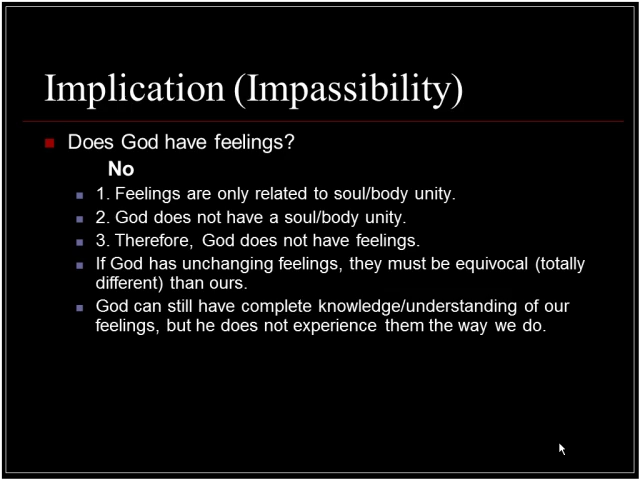 Implication (Impassibility)
Does God have feelings?
No
1. Feelings are only related to soul/body unity.
2. God does not have a soul/body unity.
3. Therefore, God does not have feelings.
If God has unchanging feelings, they must be equivocal (totally
different) than ours.
God can still have complete knowledge/understanding of our
feelings, but he does not experience them the way we do.